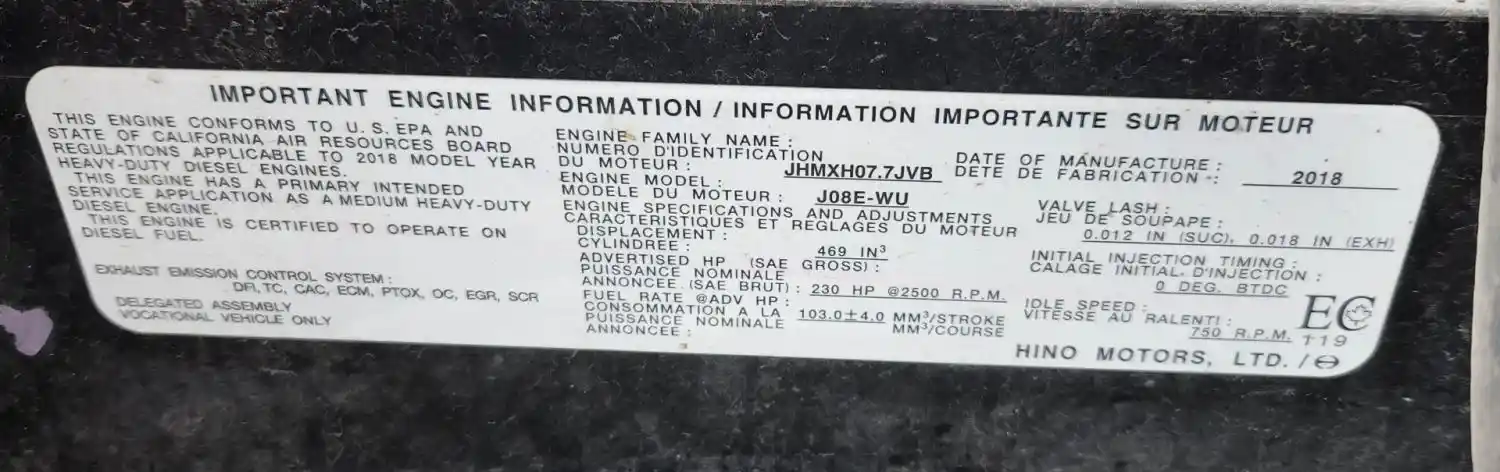 IMPORTANT ENGINE INFORMATION / INFORMATION IMPORTANTE SUR MOTEUR
THIS ENGINE CONFORMS TO U.S. EPA AND
STATE OF CALIFORNIA AIR RESOURCES BOARD
REGULATIONS APPLICABLE TO 2018 MODEL YEAR
HEAVY-DUTY DIESEL ENGINES.
THIS ENGINE HAS A PRIMARY INTENDED
SERVICE APPLICATION AS A MEDIUM HEAVY-DUTY
DIESEL ENGINE.
THIS ENGINE IS CERTIFIED TO OPERATE ON
DIESEL FUEL.
EXHAUST EMISSION CONTROL SYSTEM :
DFI, TC, CAC, ECM, PTOX, OC, EGR, SCR
DELEGATED ASSEMBLY
VOCATIONAL VEHICLE ONLY
ENGINE FAMILY NAME :
NUMERO D'IDENTIFICATION
DU MOTEUR : JHMXH07.7JVB
ENGINE MODEL :
MODELE DU MOTEUR : J08E-WU
ENGINE SPECIFICATIONS AND ADJUSTMENTS
CARACTERISTIQUES ET REGLAGES DU MOTEUR
DISPLACEMENT :
CYLINDREE : 469 IN³
ADVERTISED HP (SAE GROSS) :
PUISSANCE NOMINALE
ANNONCEE (SAE BRUT) : 230 HP @2500 R.P.M.
FUEL RATE @ADV HP :
CONSOMMATION A LA 103.0±4.0 MM³/STROKE
PUISSANCE NOMINALE MM³/COURSE
ANNONCEE :
DATE OF MANUFACTURE :
DETE DE FABRICATION : 2018
VALVE LASH :
JEU DE SOUPAPE :
0.012 IN (SUC), 0.018 IN (EXH)
INITIAL INJECTION TIMING :
CALAGE INITIAL D'INJECTION :
0 DEG. BTDC
IDLE SPEED :
VITESSE AU RALENTI :
750 R.P.M.
EC
119
HINO MOTORS, LTD. /